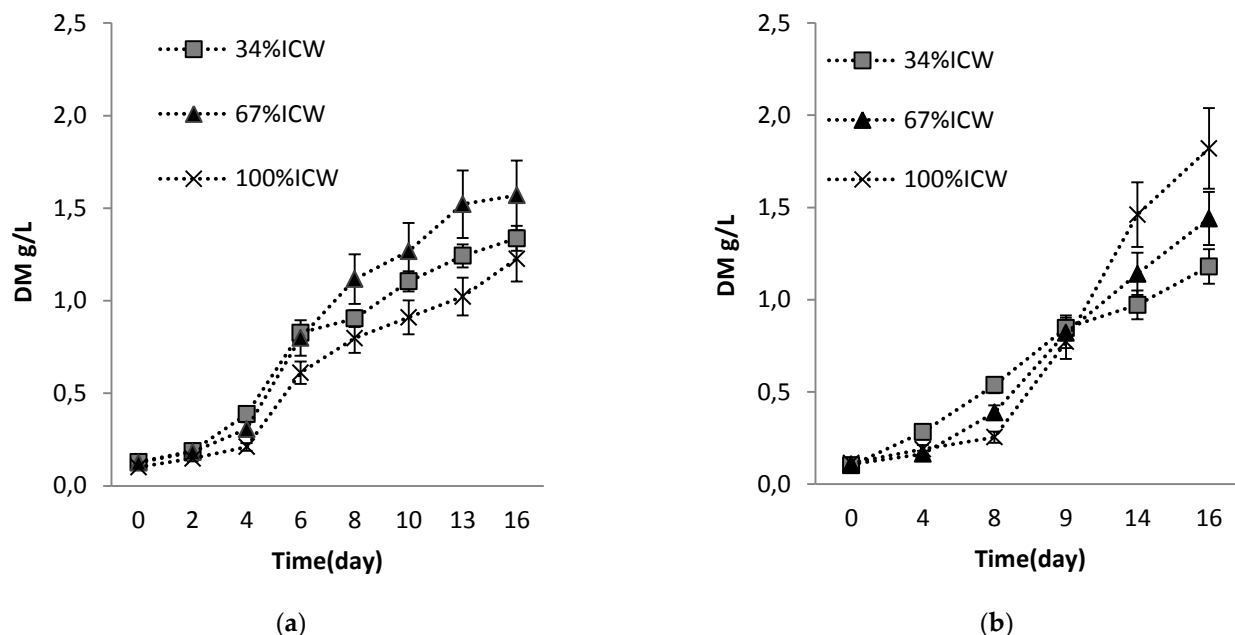 2,5
2,0
1,5
1,0
0,5
0,0
DM g/L
34%ICW
67%ICW
100%ICW
0 2 4 6 8 10 13 16
Time(day)
(a)
2,5
2,0
1,5
1,0
0,5
0,0
DM g/L
34%ICW
67%ICW
100%ICW
0 4 8 9 14 16
Time(day)
(b)